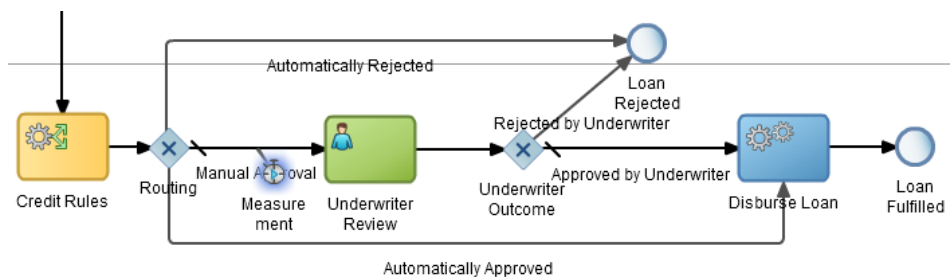 Automatically Rejected
Loan
Rejected
Rejected by Underwriter
Credit Rules
Routing
Manual Approval
Measure
ment
Underwriter
Review
Underwriter
Outcome
Approved by Underwriter
Disburse Loan
Loan
Fulfilled
Automatically Approved